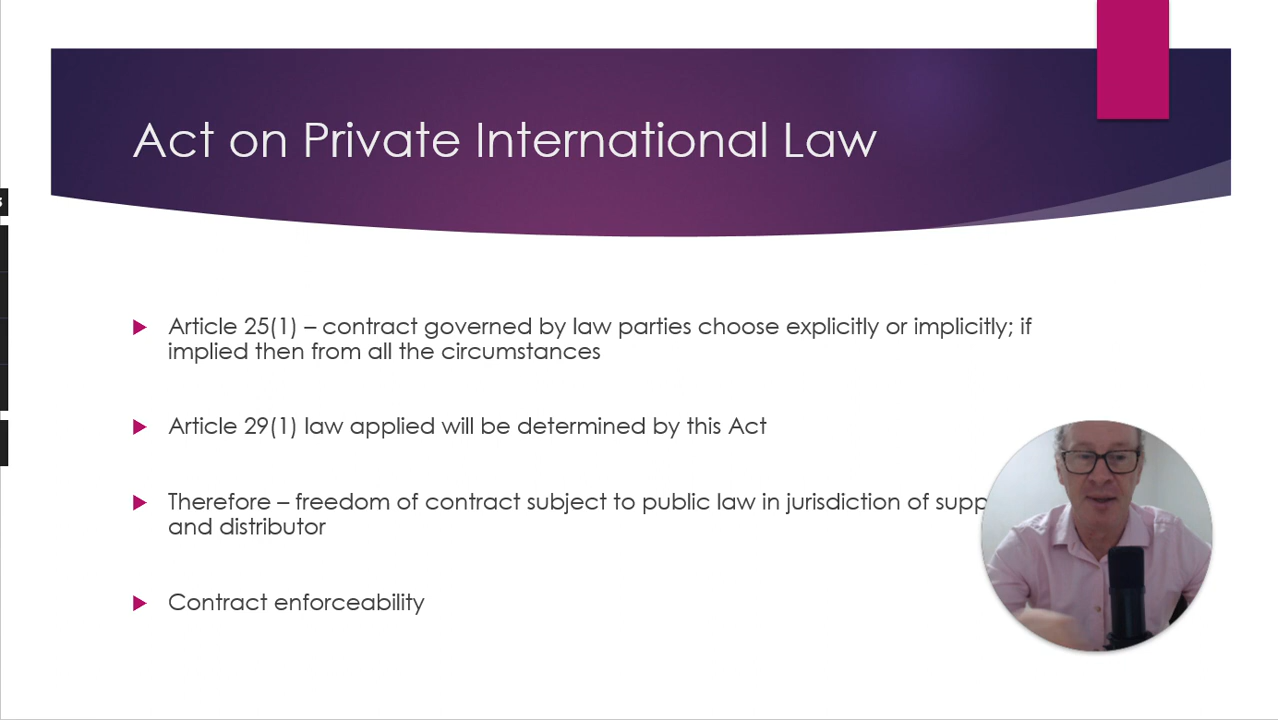 Act on Private International Law
Article 25(1) – contract governed by law parties choose explicitly or implicitly; if
implied then from all the circumstances
Article 29(1) law applied will be determined by this Act
Therefore – freedom of contract subject to public law in jurisdiction of
and distributor
Contract enforceability